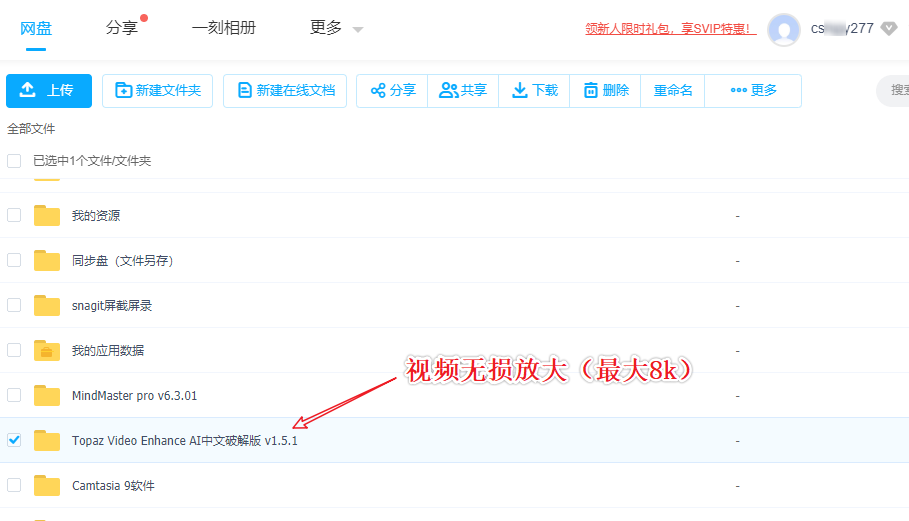 网盘 分享 一刻相册 更多 领新人限时礼包，享SVIP特惠！ cs y277
上传 新建文件夹 新建在线文档 分享 共享 下载 删除 重命名 更多 搜索
全部文件
已选中1个文件/文件夹
我的资源 -
同步盘（文件另存） -
snagit屏截屏录 -
我的应用数据 -
视频无损放大（最大8k）
MindMaster pro v6.3.01 -
Topaz Video Enhance AI中文破解版 v1.5.1 -
Camtasia 9软件 -